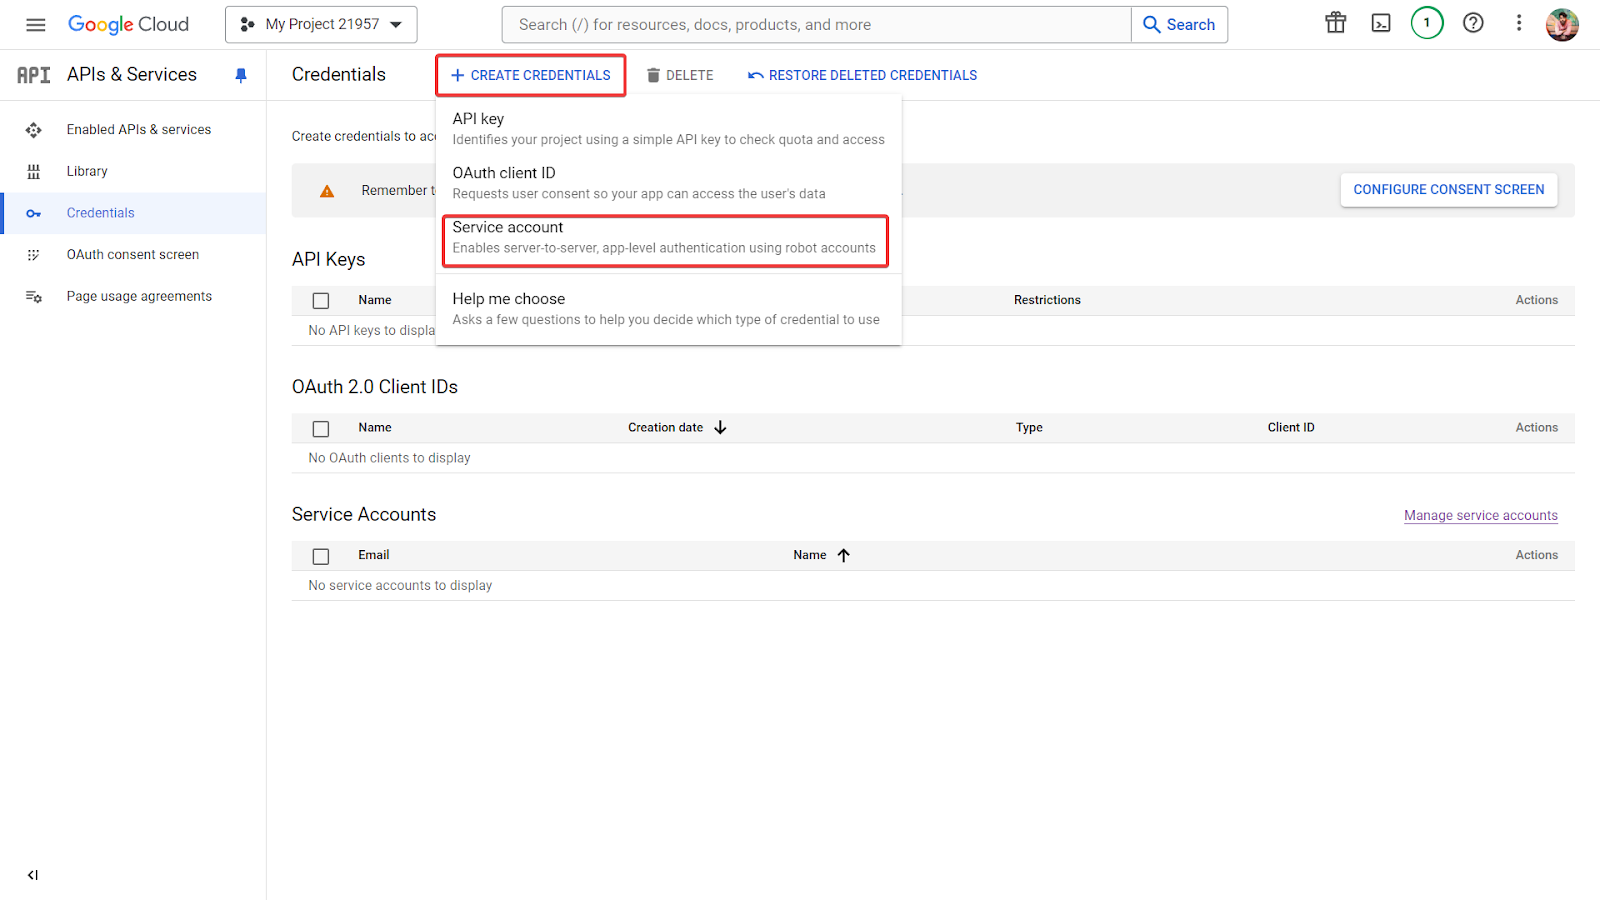 Google Cloud
My Project 21957
Search (/) for resources, docs, products, and more
Search
1
API APIs & Services
Credentials
CREATE CREDENTIALS
DELETE
RESTORE DELETED CREDENTIALS
Enabled APIs & services
Library
Credentials
OAuth consent screen
Page usage agreements
Create credentials to
API key
Identifies your project using a simple API key to check quota and access
OAuth client ID
Requests user consent so your app can access the user's data
Service account
Enables server-to-server, app-level authentication using robot accounts
Help me choose
Asks a few questions to help you decide which type of credential to use
Remember
CONFIGURE CONSENT SCREEN
API Keys
Name
Restrictions
Actions
No API keys to
OAuth 2.0 Client IDs
Name
Creation date
Type
Client ID
Actions
No OAuth clients to display
Service Accounts
Manage service accounts
Email
Name
Actions
No service accounts to display